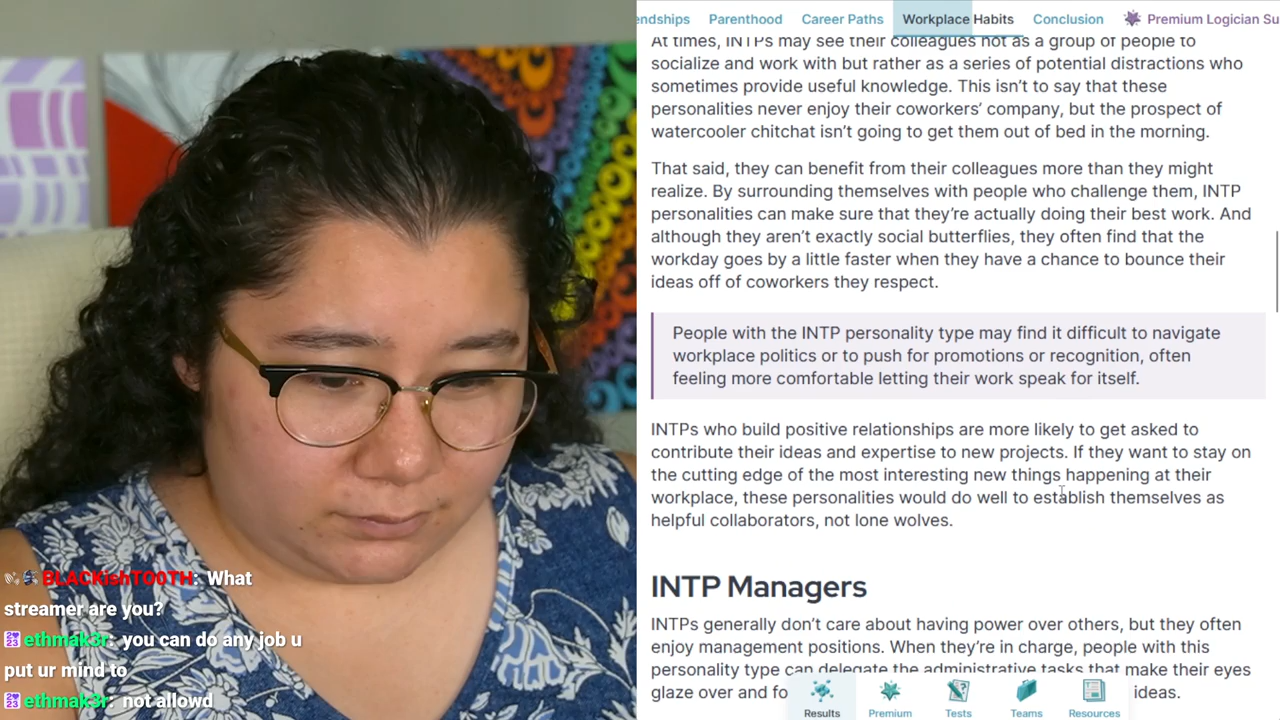 endships Parenthood Career Paths Workplace Habits Conclusion Premium Logician Su
At times, INTPs may see their colleagues not as a group of people to
socialize and work with but rather as a series of potential distractions who
sometimes provide useful knowledge. This isn’t to say that these
personalities never enjoy their coworkers’ company, but the prospect of
watercooler chitchat isn’t going to get them out of bed in the morning.
That said, they can benefit from their colleagues more than they might
realize. By surrounding themselves with people who challenge them, INTP
personalities can make sure that they’re actually doing their best work. And
although they aren’t exactly social butterflies, they often find that the
workday goes by a little faster when they have a chance to bounce their
ideas off of coworkers they respect.
People with the INTP personality type may find it difficult to navigate
workplace politics or to push for promotions or recognition, often
feeling more comfortable letting their work speak for itself.
INTPs who build positive relationships are more likely to get asked to
contribute their ideas and expertise to new projects. If they want to stay on
the cutting edge of the most interesting new things happening at their
workplace, these personalities would do well to establish themselves as
helpful collaborators, not lone wolves.
INTP Managers
INTPs generally don’t care about having power over others, but they often
enjoy management positions. When they’re in charge, people with this
personality type can delegate the administrative tasks that make their eyes
glaze over and fo ideas.
Results Premium Tests Teams Resources
BLACKishTO0TH: What
streamer are you?
ethmak3r: you can do any job u
put ur mind to
ethmak3r: not allowd